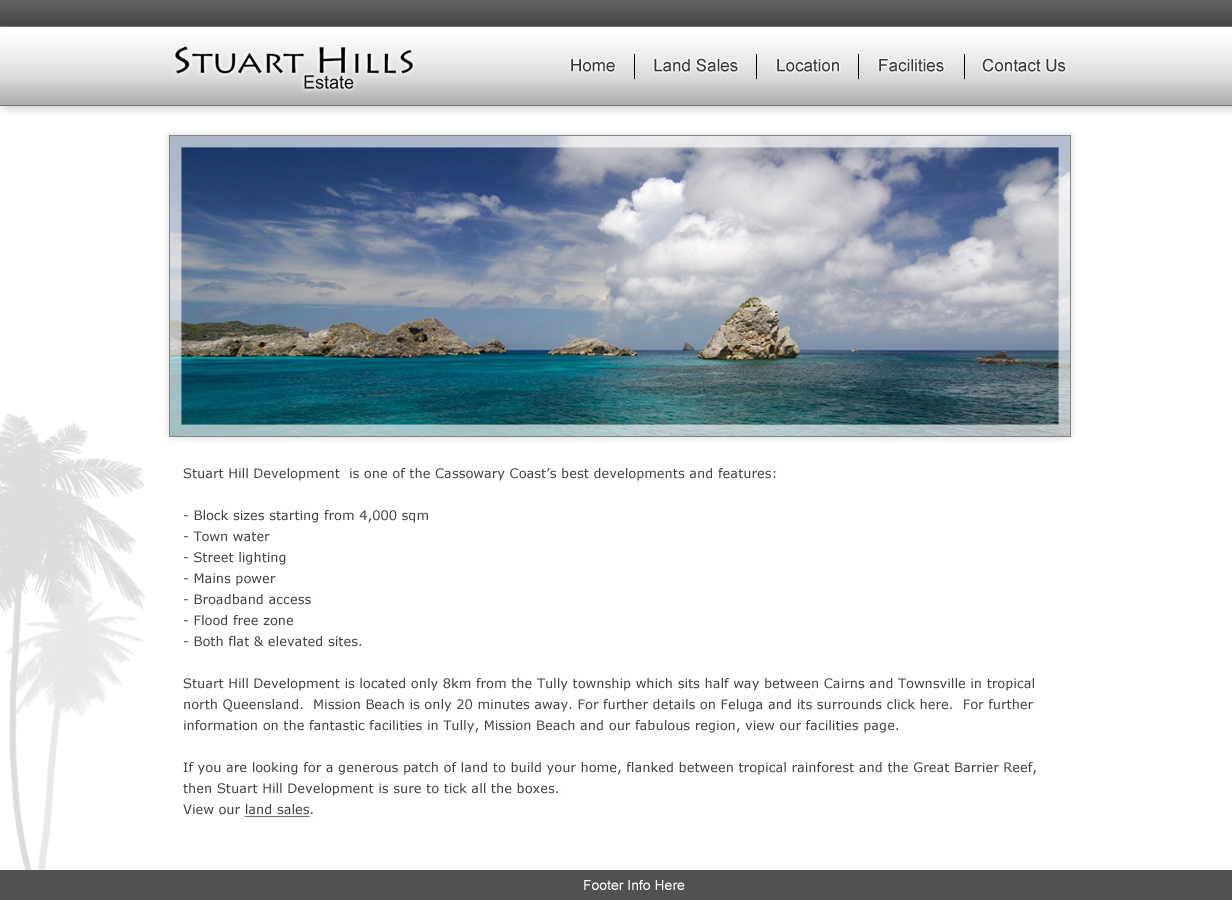 STUART HILLS
Estate
Home
Land Sales
Location
Facilities
Contact Us
Stuart Hill Development  is one of the Cassowary Coast’s best developments and features:
- Block sizes starting from 4,000 sqm
- Town water
- Street lighting
- Mains power
- Broadband access
- Flood free zone
- Both flat & elevated sites.
Stuart Hill Development is located only 8km from the Tully township which sits half way between Cairns and Townsville in tropical
north Queensland.  Mission Beach is only 20 minutes away. For further details on Feluga and its surrounds click here.  For further
information on the fantastic facilities in Tully, Mission Beach and our fabulous region, view our facilities page.
If you are looking for a generous patch of land to build your home, flanked between tropical rainforest and the Great Barrier Reef,
then Stuart Hill Development is sure to tick all the boxes.
View our land sales.
Footer Info Here